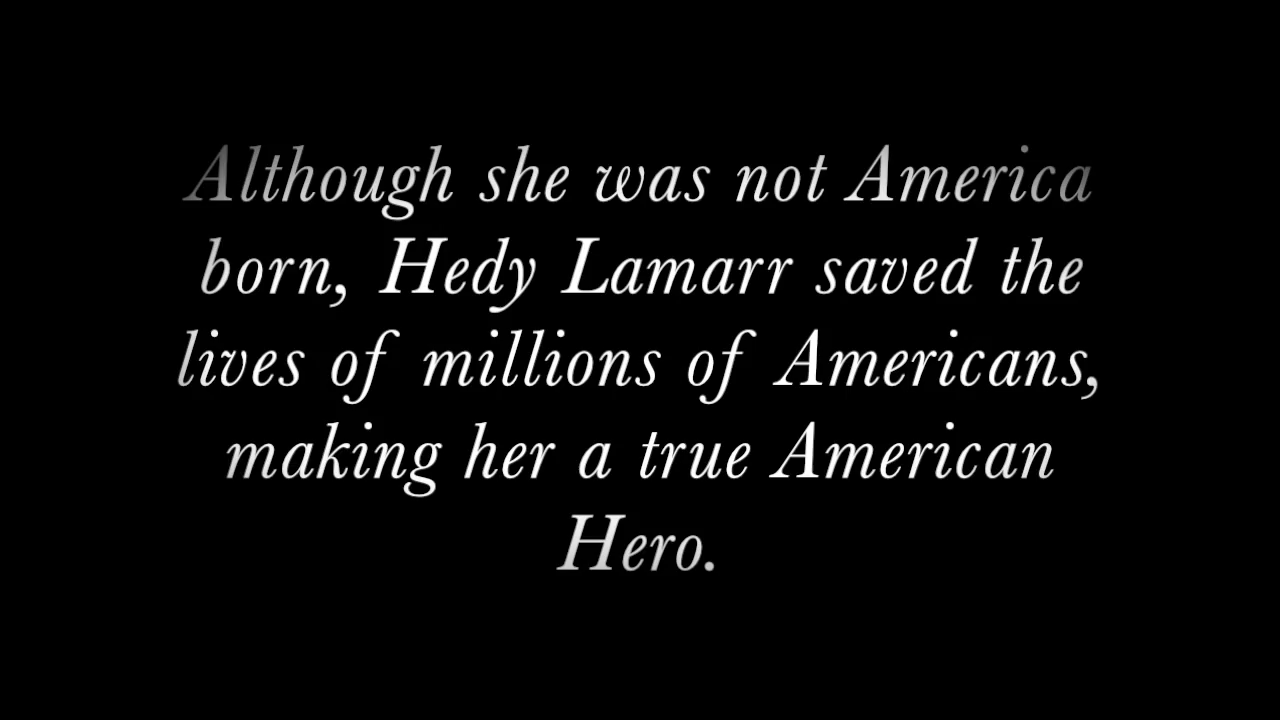 Although she was not America
born, Hedy Lamarr saved the
lives of millions of Americans,
making her a true American
Hero.